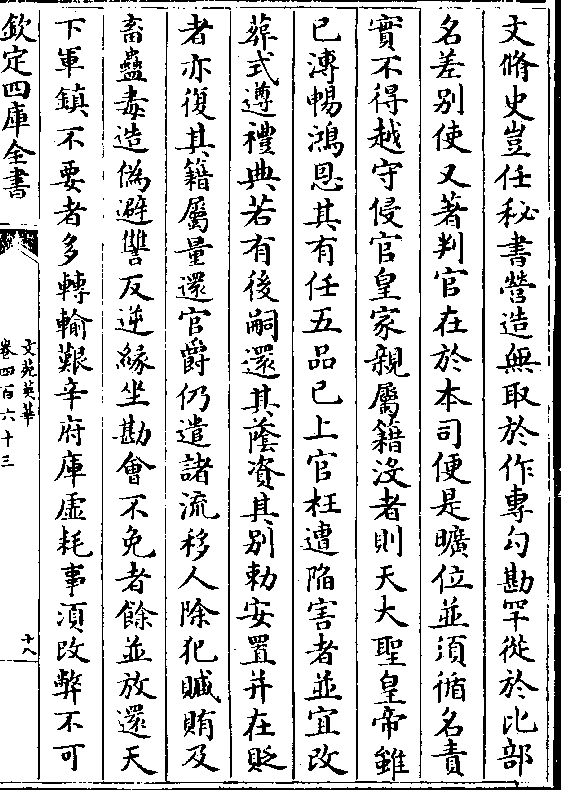 文脩史豈任秘書營造無取於作專勾勘罕從於比部
名差别使又著判官在於本司便是曠位並須循名責
實不得越守侵官皇家親屬籍没者則天大聖皇帝雖
已溥暢鴻恩其有任五品已上官枉遭陥害者並宜改
葬式遵禮典若有後嗣還其蔭資其别勅安置并在貶
者亦復其籍屬量還官爵仍遣諸流移人除犯贓賄及
畜蠱毒造偽避讐反逆緣坐勘會不免者餘並放還天
下軍鎮不要者多轉輸艱辛府庫虚耗事湏改弊不可
欽定四庫全書
文苑英華
卷四百六十三
十八